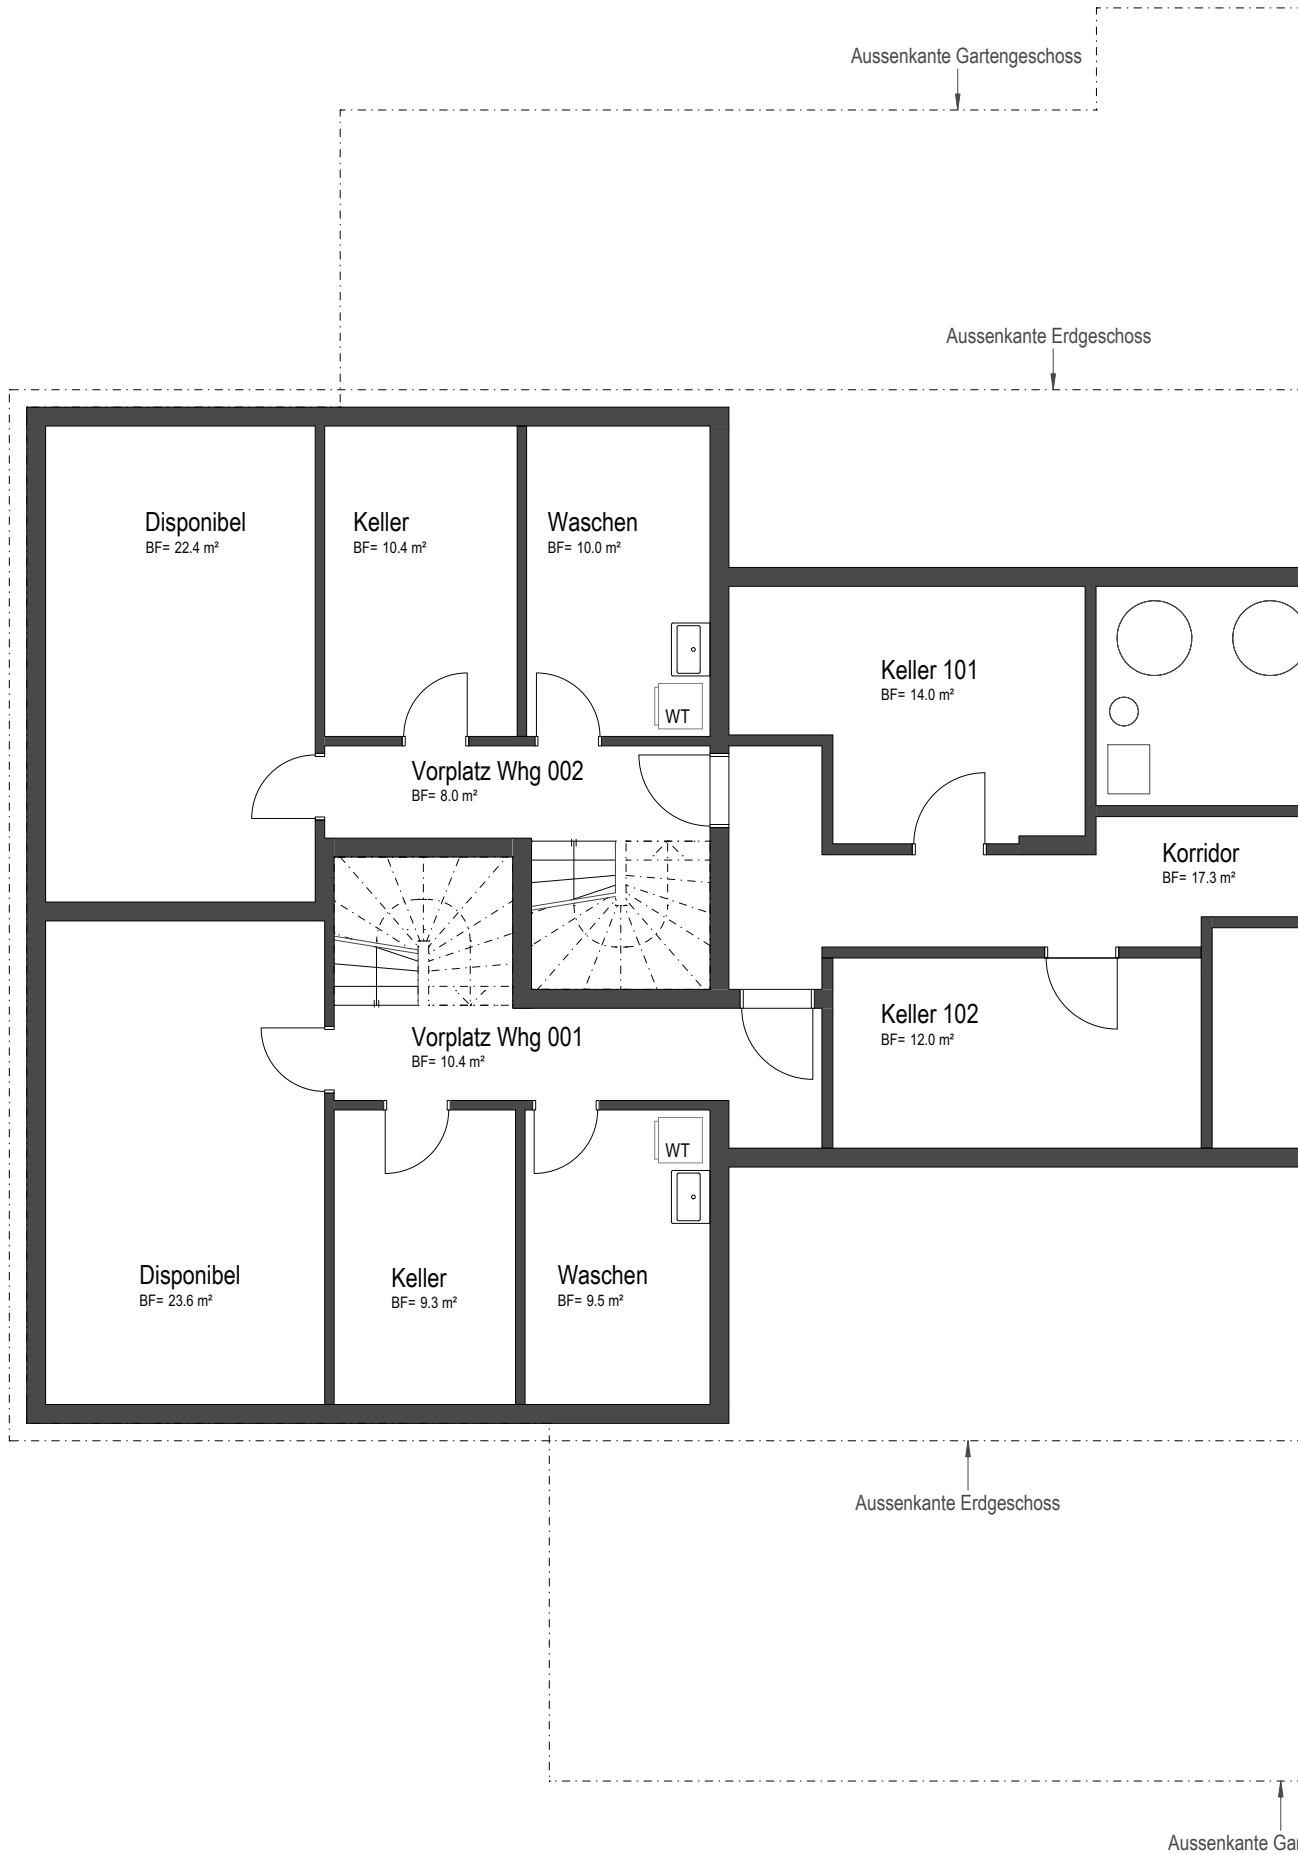 Aussenkante Gartengeschoss
Aussenkante Erdgeschoss
Disponibel
BF= 22.4 m²
Keller
BF= 10.4 m²
Waschen
BF= 10.0 m²
WT
Keller 101
BF= 14.0 m²
Vorplatz Whg 002
BF= 8.0 m²
Korridor
BF= 17.3 m²
Vorplatz Whg 001
BF= 10.4 m²
Keller 102
BF= 12.0 m²
WT
Disponibel
BF= 23.6 m²
Keller
BF= 9.3 m²
Waschen
BF= 9.5 m²
Aussenkante Erdgeschoss
Aussenkante Gar